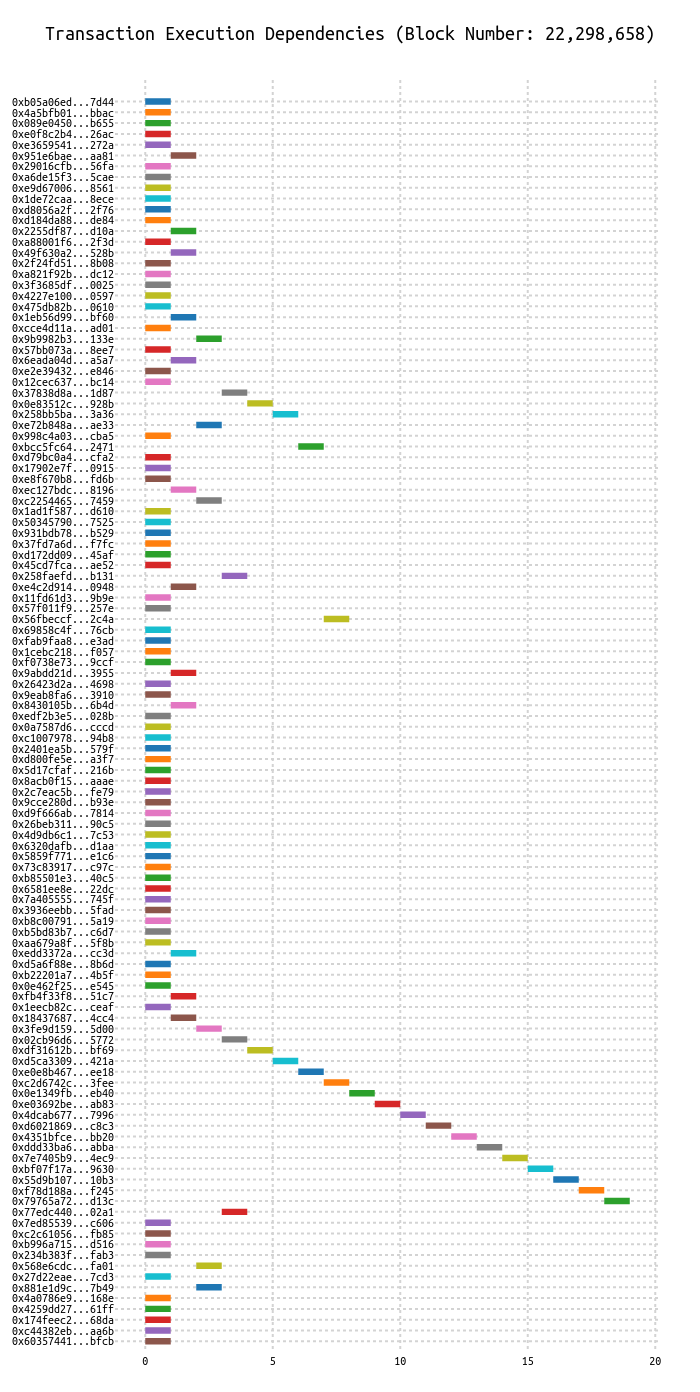 Transaction Execution Dependencies (Block Number: 22,298,658)
0xb05a06ed...7d44
0x4a5bfb01...bbac
0x089e0450...b655
0xe0f8c2b4...26ac
0xe3659541...272a
0x951e6bae...aa81
0x29016cfb...56fa
0xa6de15f3...5cae
0xe9d67006...8561
0x1de72caa...8ece
0xd8056a2f...2f76
0xd184da88...de84
0x2255df87...d10a
0xa88001f6...2f3d
0x49f630a2...528b
0x2f24fd51...8b08
0xa821f92b...dc12
0x3f3685df...0025
0x4227e100...0597
0x475db82b...0610
0x1eb56d99...bf60
0xcce4d11a...ad01
0x9b9982b3...133e
0x57bb073a...8ee7
0x6eada04d...a5a7
0xe2e39432...e846
0x12cec637...bc14
0x37838d8a...1d87
0x0e83512c...928b
0x258bb5ba...3a36
0xe72b848a...ae33
0x998c4a03...cba5
0xbcc5fc64...2471
0xd79bc0a4...cfa2
0x17902e7f...0915
0xe8f670b8...fd6b
0xec127bdc...8196
0xc2254465...7459
0x1ad1f587...d610
0x50345790...7525
0x931bdb78...b529
0x37fd7a6d...f7fc
0xd172dd09...45af
0x45cd7fca...ae52
0x258faefd...b131
0xe4c2d914...0948
0x11fd61d3...9b9e
0x57f011f9...257e
0x56fbeccf...2c4a
0x69858c4f...76cb
0xfab9faa8...e3ad
0x1cebc218...f057
0xf0738e73...9ccf
0x9abdd21d...3955
0x26423d2a...4698
0x9eab8fa6...3910
0x8430105b...6b4d
0xedf2b3e5...028b
0x0a7587d6...cccd
0xc1007978...94b8
0x2401ea5b...579f
0xd800fe5e...a3f7
0x5d17cfaf...216b
0x8acb0f15...aaae
0x2c7eac5b...fe79
0x9cce280d...b93e
0xd9f666ab...7814
0x26beb311...90c5
0x4d9db6c1...7c53
0x6320dafb...d1aa
0x5859f771...e1c6
0x73c83917...c97c
0xb85501e3...40c5
0x6581ee8e...22dc
0x7a405555...745f
0x3936eebb...5fad
0xb8c00791...5a19
0xb5bd83b7...c6d7
0xaa679a8f...5f8b
0xedd3372a...cc3d
0xd5a6f88e...8b6d
0xb22201a7...4b5f
0x0e462f25...e545
0xfb4f33f8...51c7
0x1eecb82c...ceaf
0x18437687...4cc4
0x3fe9d159...5d00
0x02cb96d6...5772
0xdf31612b...bf69
0xd5ca3309...421a
0xe0e8b467...ee18
0xc2d6742c...3fee
0x0e1349fb...eb40
0xe03692be...ab83
0x4dcab677...7996
0xd6021869...c8c3
0x4351bfce...bb20
0xddd33ba6...abba
0x7e7405b9...4ec9
0xbf07f17a...9630
0x55d9b107...10b3
0xf78d188a...f245
0x79765a72...d13c
0x77edc440...02a1
0x7ed85539...c606
0xc2c61056...fb85
0xb996a715...d516
0x234b383f...fab3
0x568e6cdc...fa01
0x27d22eae...7cd3
0x881e1d9c...7b49
0x4a0786e9...168e
0x4259dd27...61ff
0x174feec2...68da
0xc44382eb...aa6b
0x60357441...bfcb
0 5 10 15 20